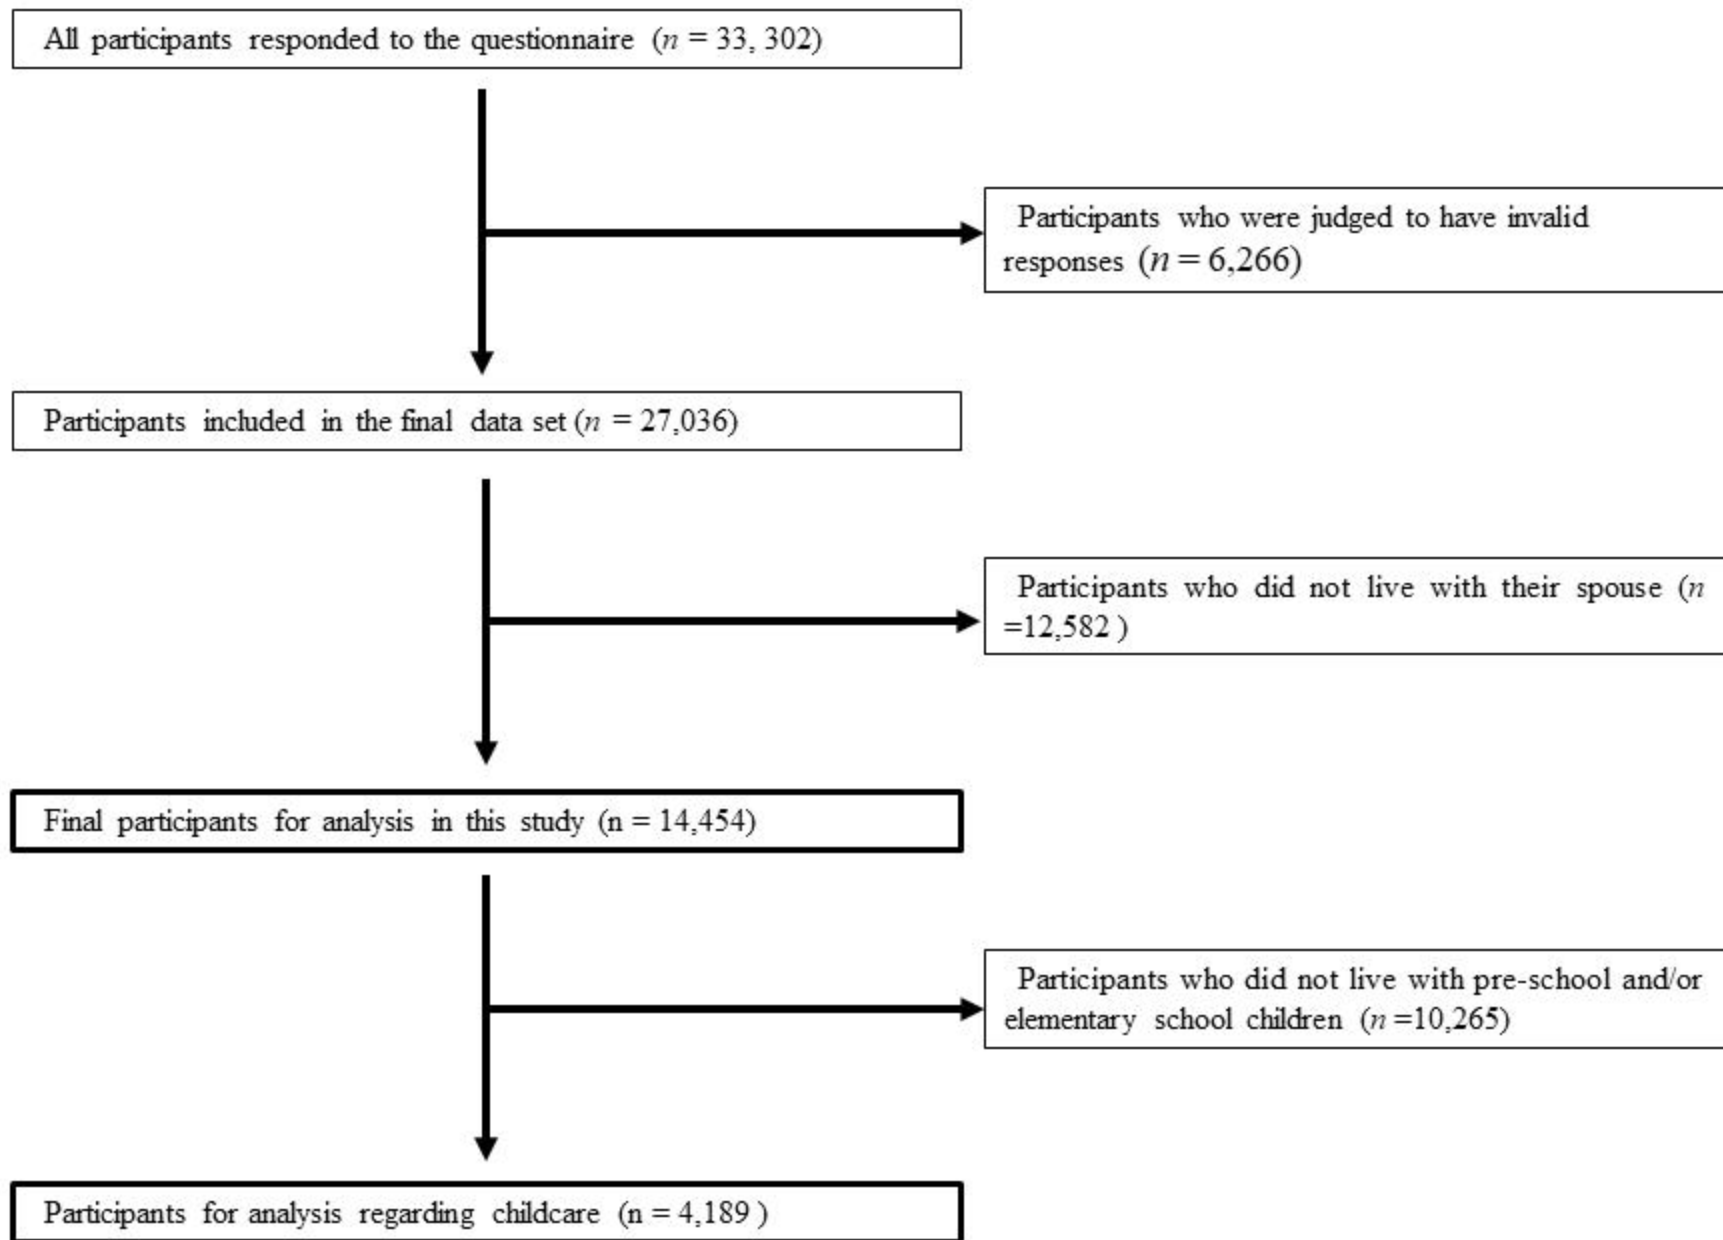 All participants responded to the questionnaire (n = 33, 302)
Participants who were judged to have invalid
responses (n = 6,266)
Participants included in the final data set (n = 27,036)
Participants who did not live with their spouse (n
=12,582 )
Final participants for analysis in this study (n = 14,454)
Participants who did not live with pre-school and/or
elementary school children (n =10,265)
Participants for analysis regarding childcare (n = 4,189 )